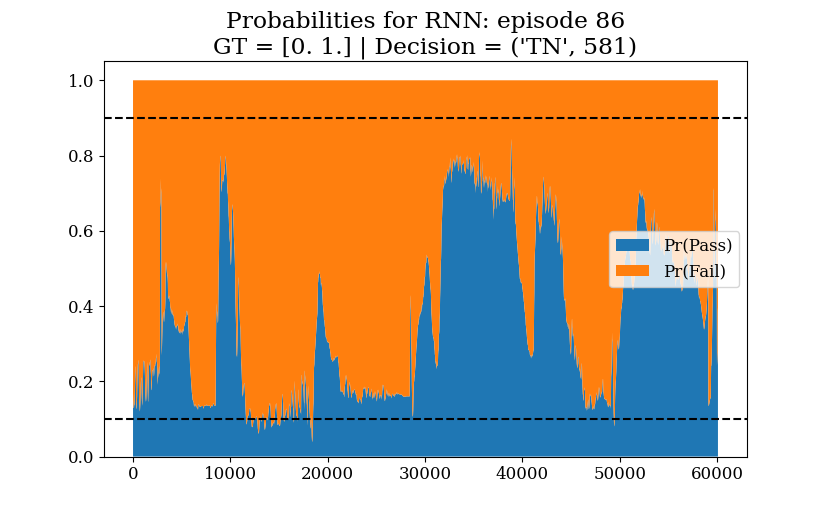 Probabilities for RNN: episode 86
GT = [0. 1.] | Decision = ('TN', 581)
1.0
0.8
0.6
0.4
0.2
0.0
Pr(Pass)
Pr(Fail)
0 10000 20000 30000 40000 50000 60000